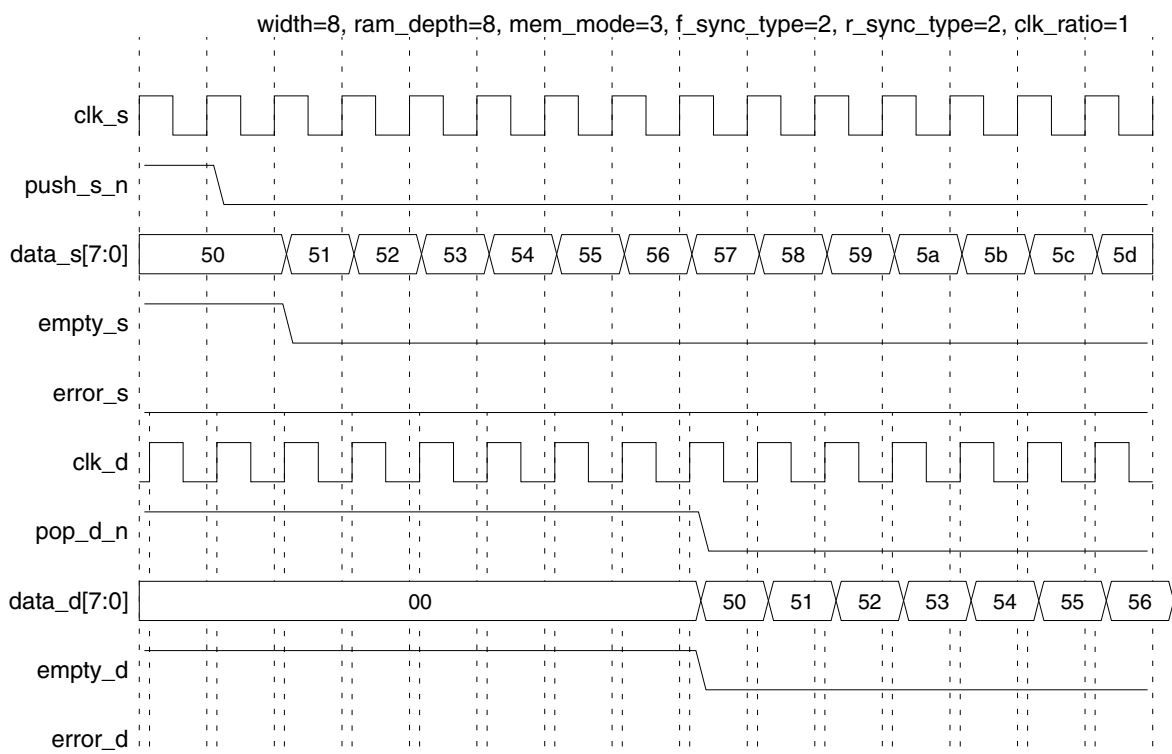 width=8, ram_depth=8, mem_mode=3, f_sync_type=2, r_sync_type=2, clk_ratio=1
clk_s
push_s_n
data_s[7:0] 50 51 52 53 54 55 56 57 58 59 5a 5b 5c 5d
empty_s
error_s
clk_d
pop_d_n
data_d[7:0] 00 50 51 52 53 54 55 56
empty_d
error_d